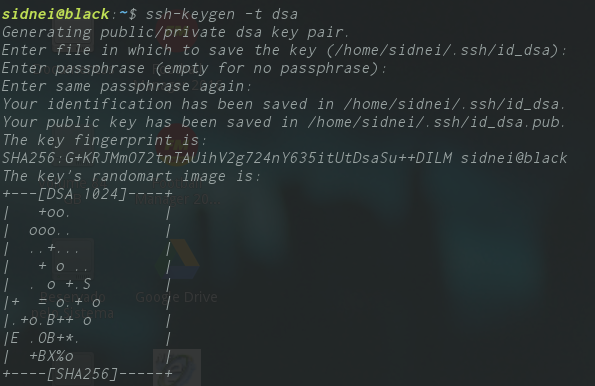 sidnei@black:~$ ssh-keygen -t dsa
Generating public/private dsa key pair.
Enter file in which to save the key (/home/sidnei/.ssh/id_dsa):
Enter passphrase (empty for no passphrase):
Enter same passphrase again:
Your identification has been saved in /home/sidnei/.ssh/id_dsa.
Your public key has been saved in /home/sidnei/.ssh/id_dsa.pub.
The key fingerprint is:
SHA256:G+KRJMmO72tnTAUihV2g724nY635itUtDsaSu++DILM sidnei@black
The key's randomart image is:
+---[DSA 1024]----+
|   +oo.          |
|  ooo..          |
|  ..+...         |
|   + o ..        |
|  . o +.S        |
|+  = o.+ o       |
|.+o.B++ o        |
|E .OB+*.         |
|  +BX%o          |
+----[SHA256]-----+
Google Drive